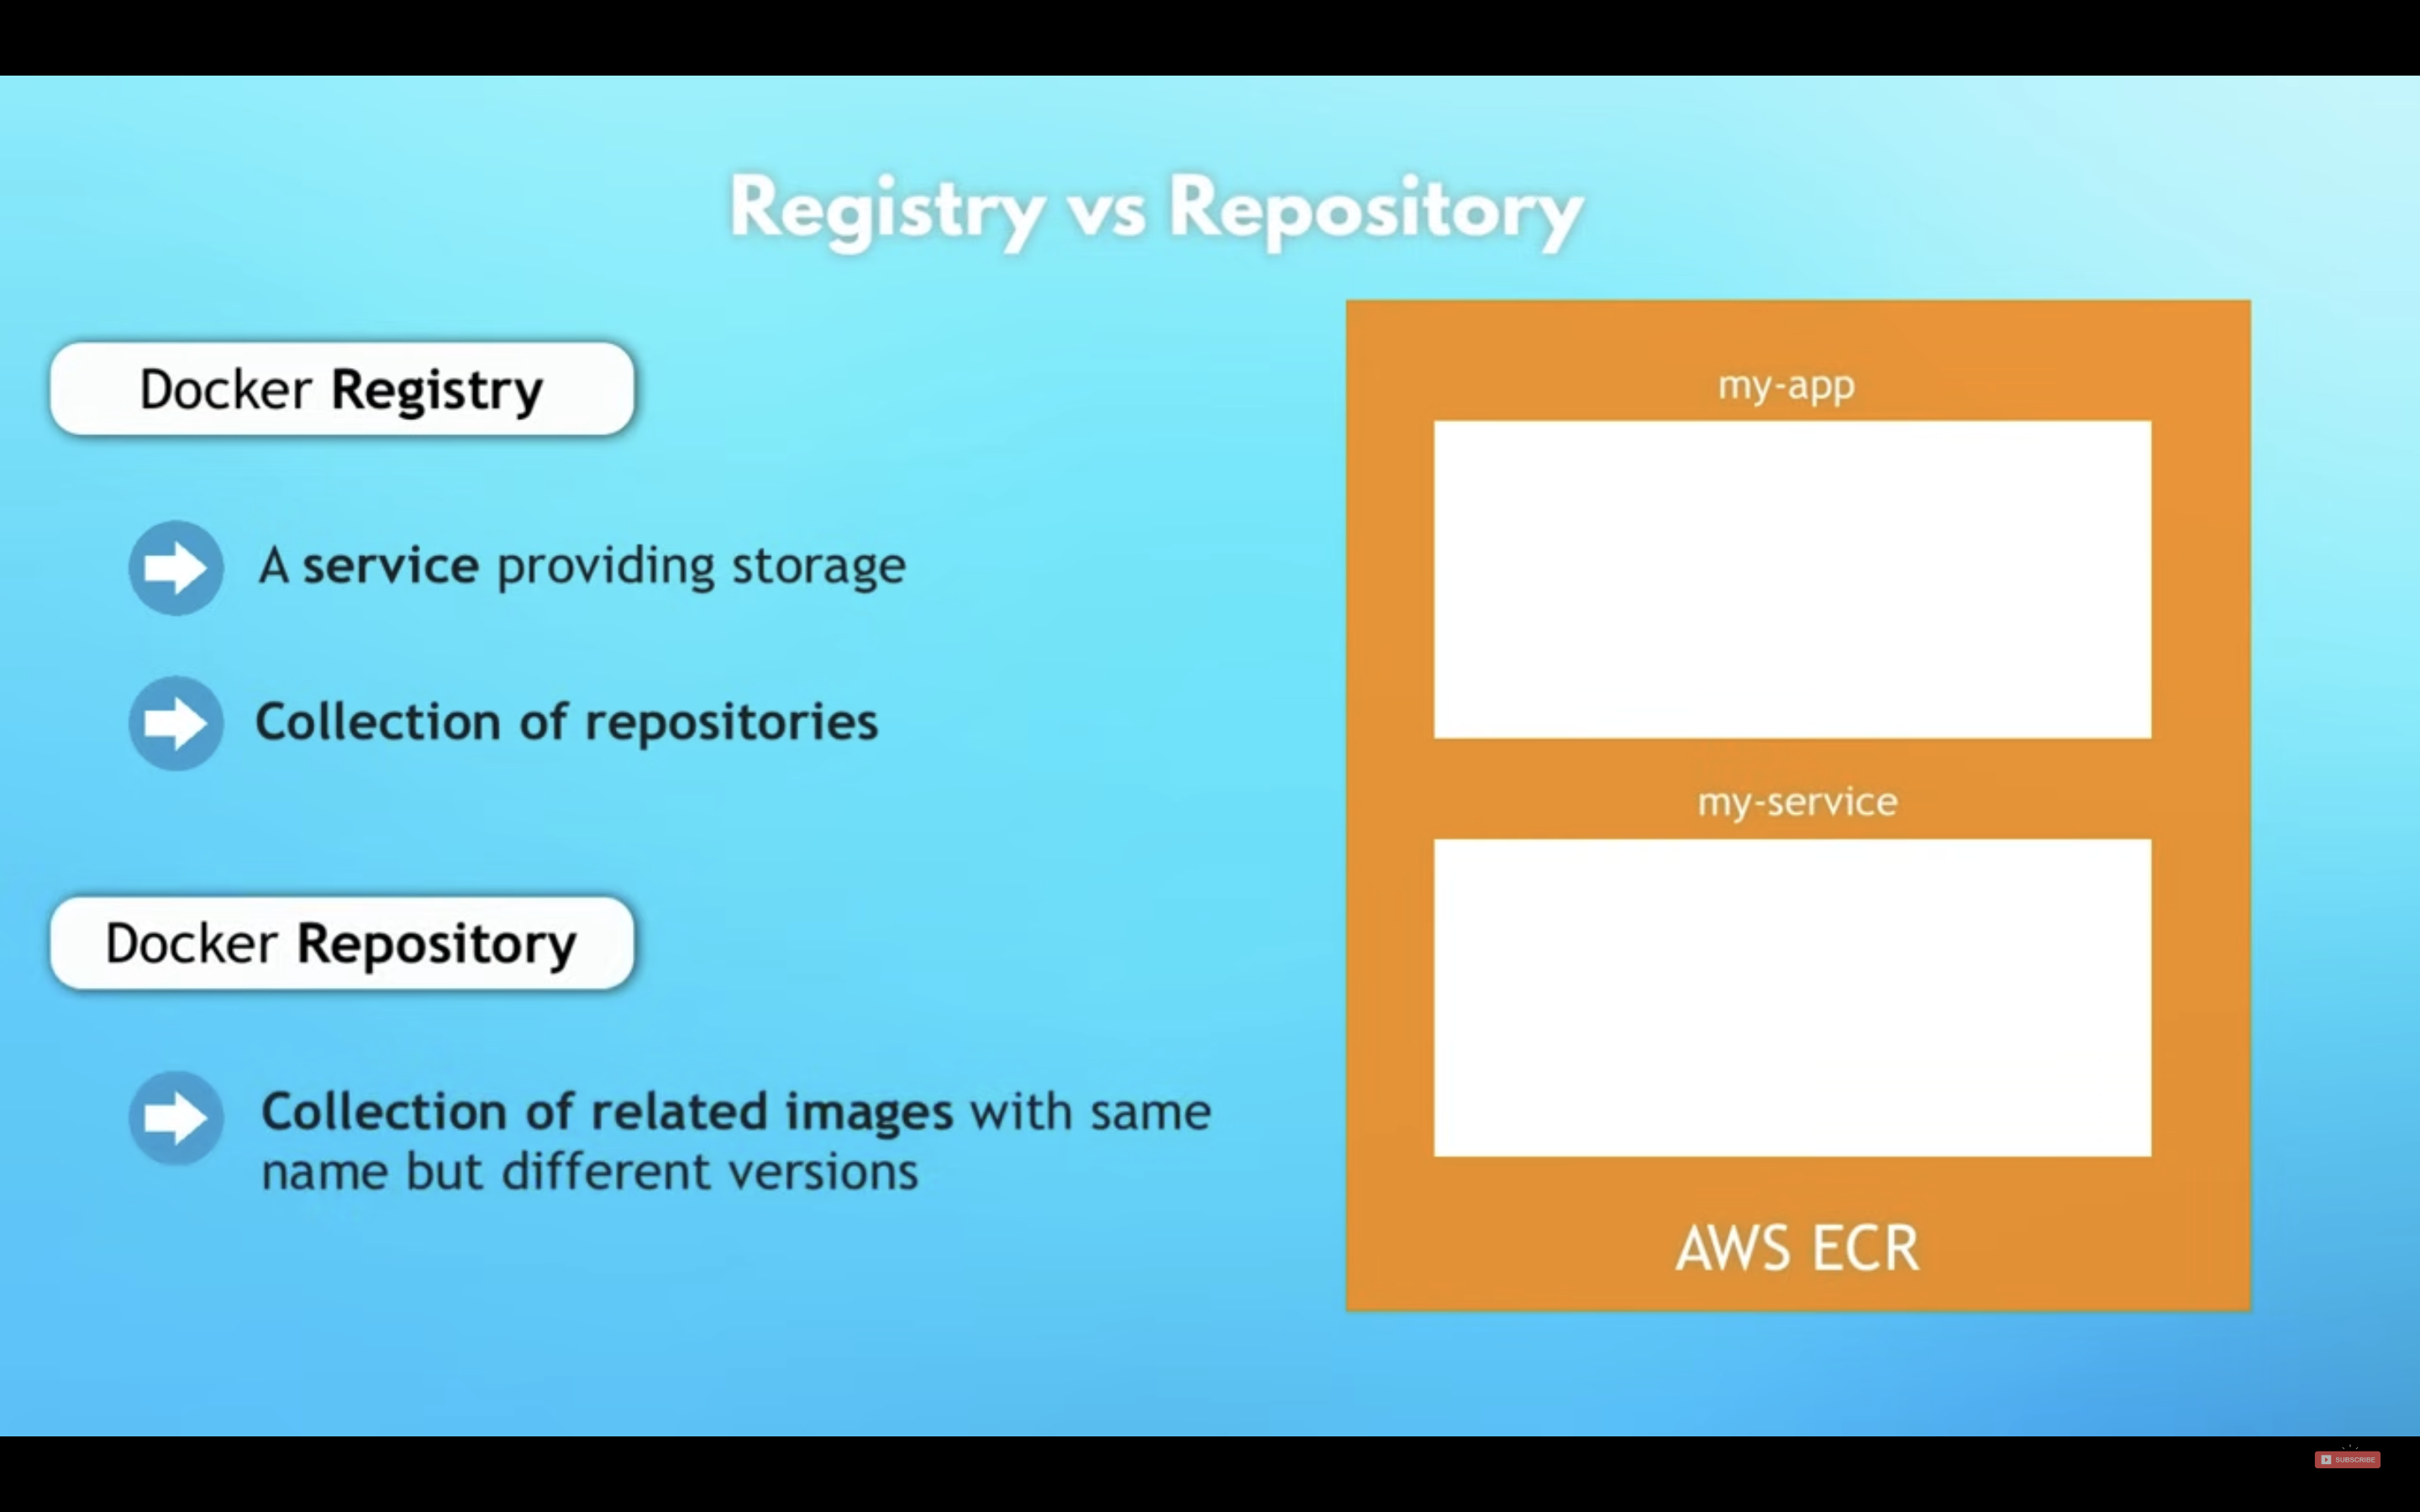 Registry vs Repository
Docker Registry
A service providing storage
Collection of repositories
Docker Repository
Collection of related images with same
name but different versions
my-app
my-service
AWS ECR
SUBSCRIBE